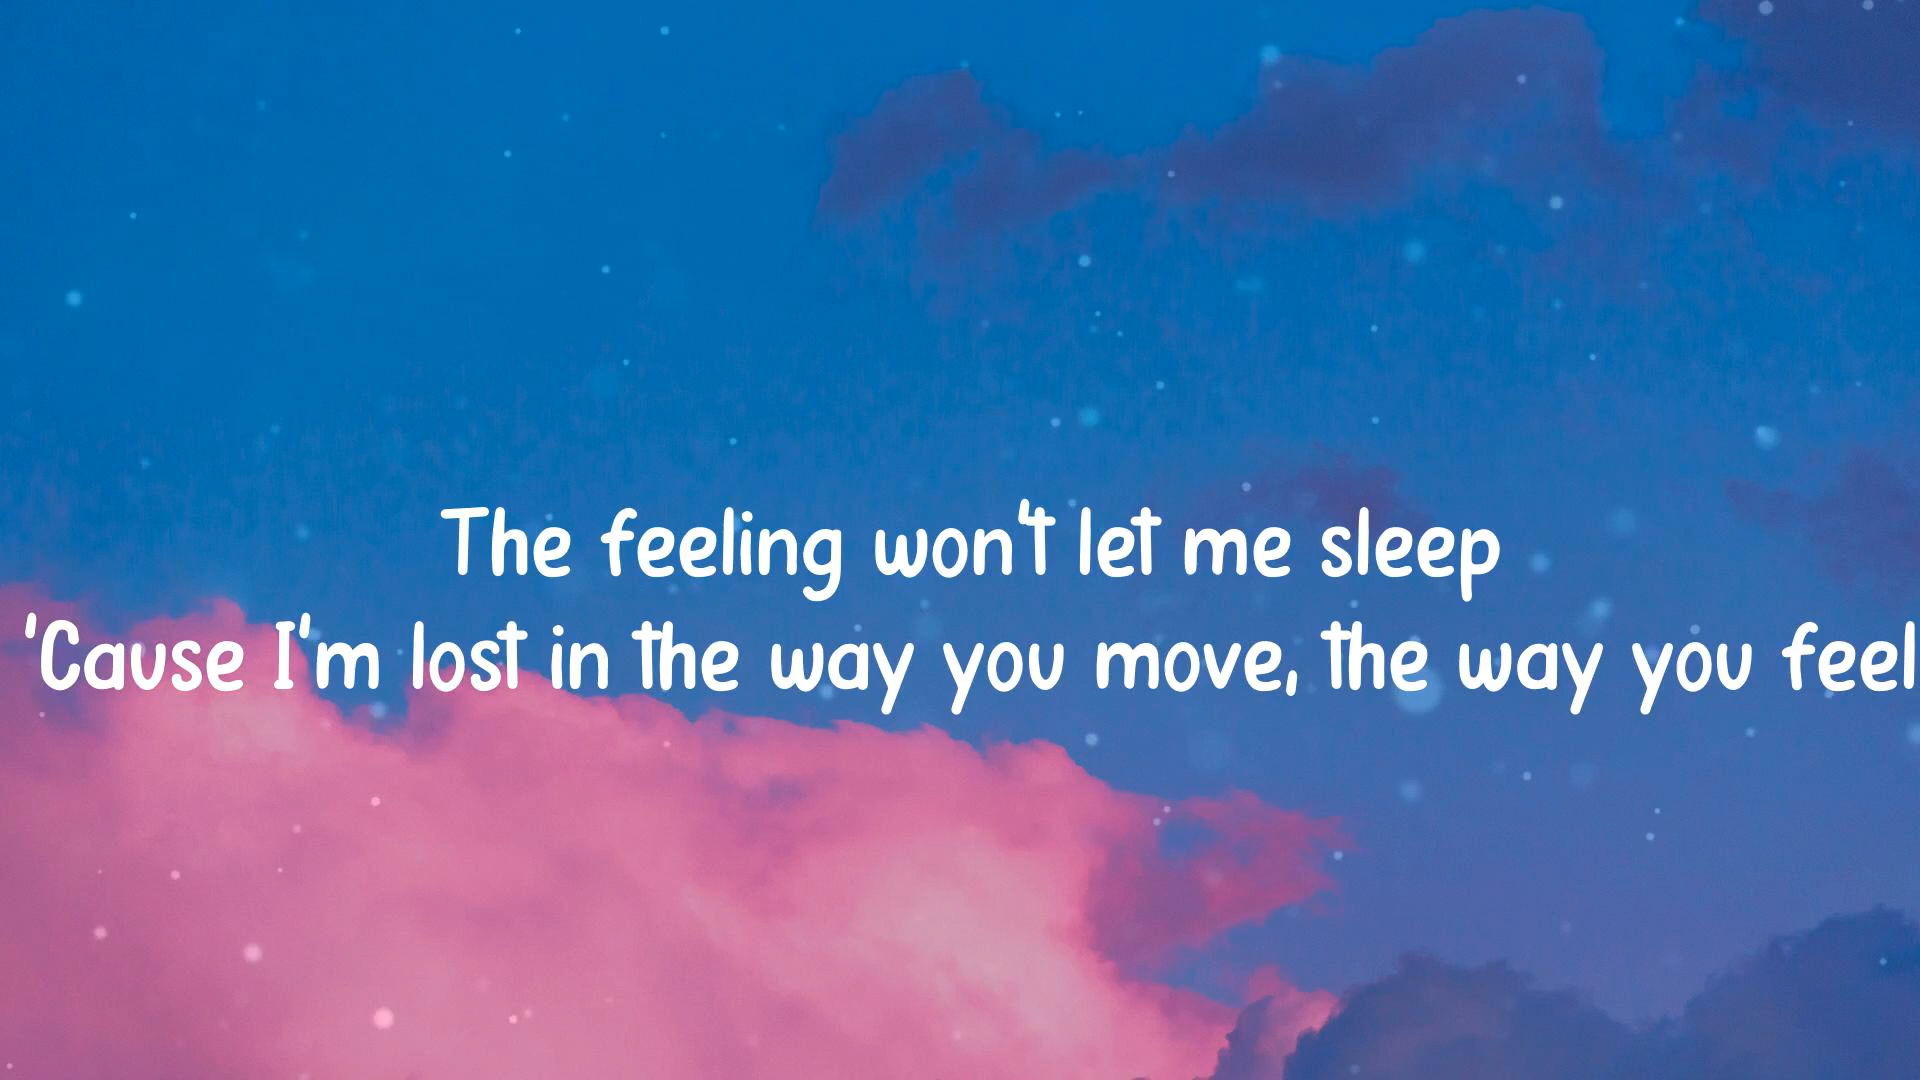 The feeling won't let me sleep
'Cause I'm lost in the way you move, the way you feel